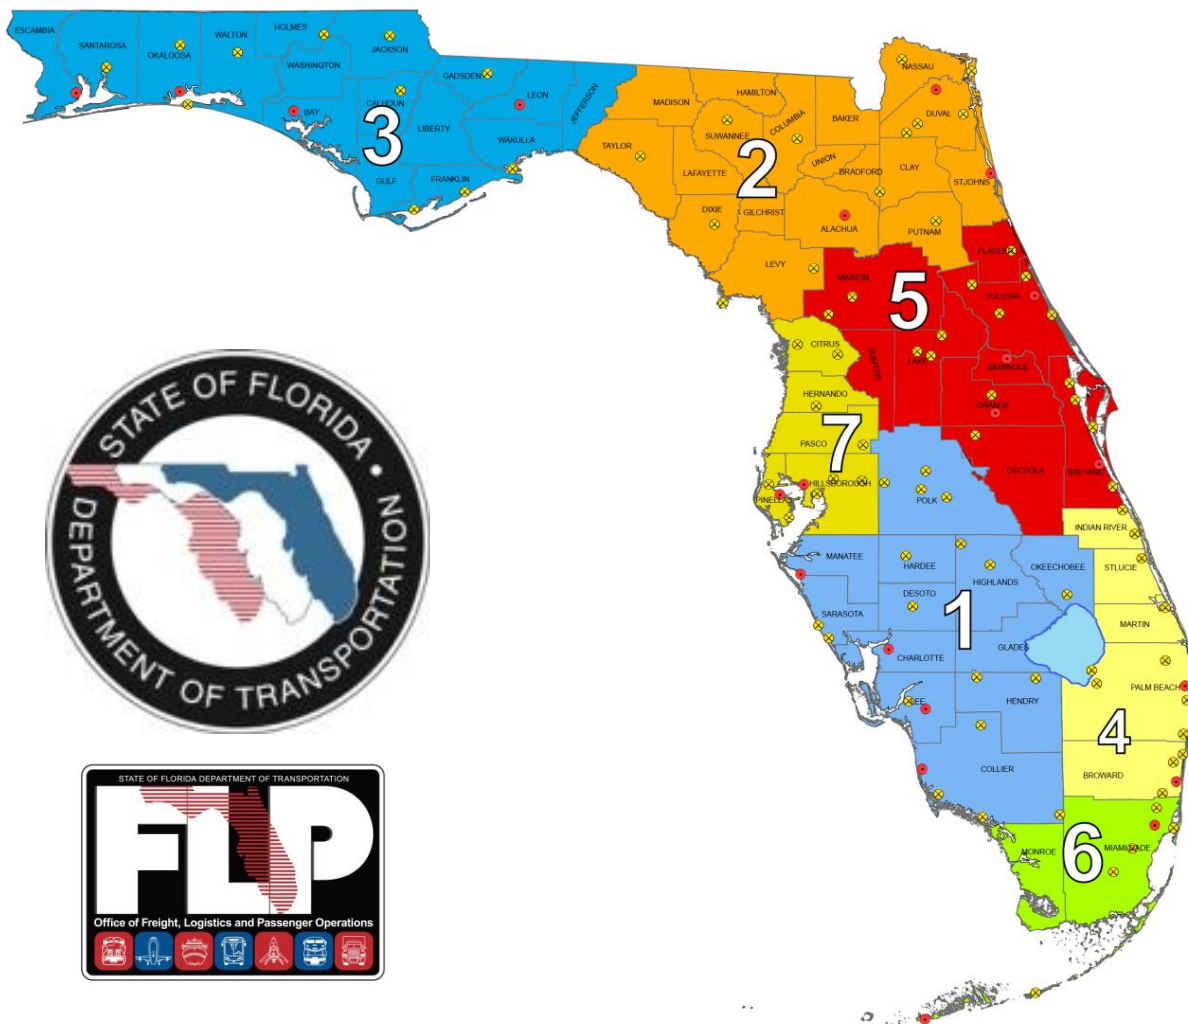 ESCAMBIA
SANTAROSA
OKALOOSA
WALTON
HOLMES
WASHINGTON
JACKSON
BAY
CALHOUN
GADSDEN
LEON
JEFFERSON
LIBERTY
WAKULLA
GULF
FRANKLIN
3
MADISON
HAMILTON
TAYLOR
SUWANNEE
COLUMBIA
BAKER
NASSAU
DUVAL
LAFAYETTE
UNION
BRADFORD
CLAY
STJOHNS
DIXIE
GILCHRIST
ALACHUA
PUTNAM
LEVY
2
FLAGLER
MARION
VOLUSIA
SUMTER
LAKE
SEMINOLE
ORANGE
OSCEOLA
BREVARD
5
CITRUS
HERNANDO
PASCO
PINELLAS
HILLSBOROUGH
7
POLK
MANATEE
HARDEE
HIGHLANDS
OKEECHOBEE
SARASOTA
DESOTO
CHARLOTTE
GLADES
LEE
HENDRY
COLLIER
1
INDIAN RIVER
STLUCIE
MARTIN
PALM BEACH
BROWARD
4
MONROE
MIAMI-DADE
6
STATE OF FLORIDA •
DEPARTMENT OF TRANSPORTATION
STATE OF FLORIDA DEPARTMENT OF TRANSPORTATION
FLP
Office of Freight, Logistics and Passenger Operations